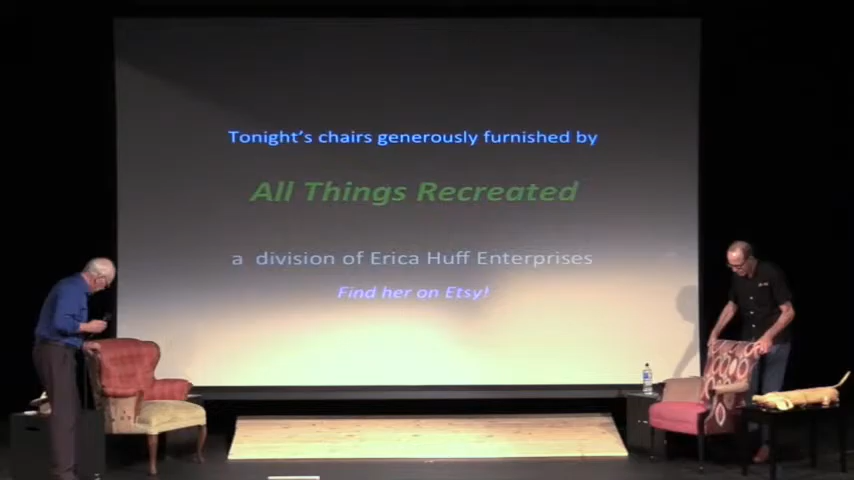 Tonight's chairs generously furnished by
All Things Recreated
a division of Erica Huff Enterprises
Find her on Etsy!